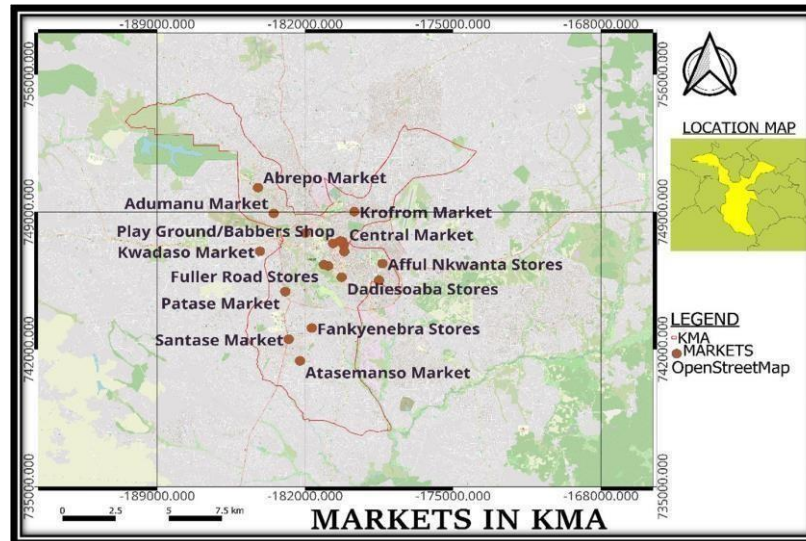 -189000.000 -182000.000 -175000.000 -168000.000
756000.000 756000.000
LOCATION MAP
Abrepo Market
Adumanu Market
Krofrom Market
749000.000 749000.000
Play Ground/Babbers Shop
Central Market
Kwadaso Market
Afful Nkwanta Stores
Fuller Road Stores
Dadiesoaba Stores
Patase Market
LEGEND
KMA
MARKETS
OpenStreetMap
Fankyenebra Stores
Santase Market
742000.000 742000.000
Atasemanso Market
735000.000 735000.000
-189000.000 -182000.000 -175000.000 -168000.000
0 2.5 5 7.5 km
MARKETS IN KMA